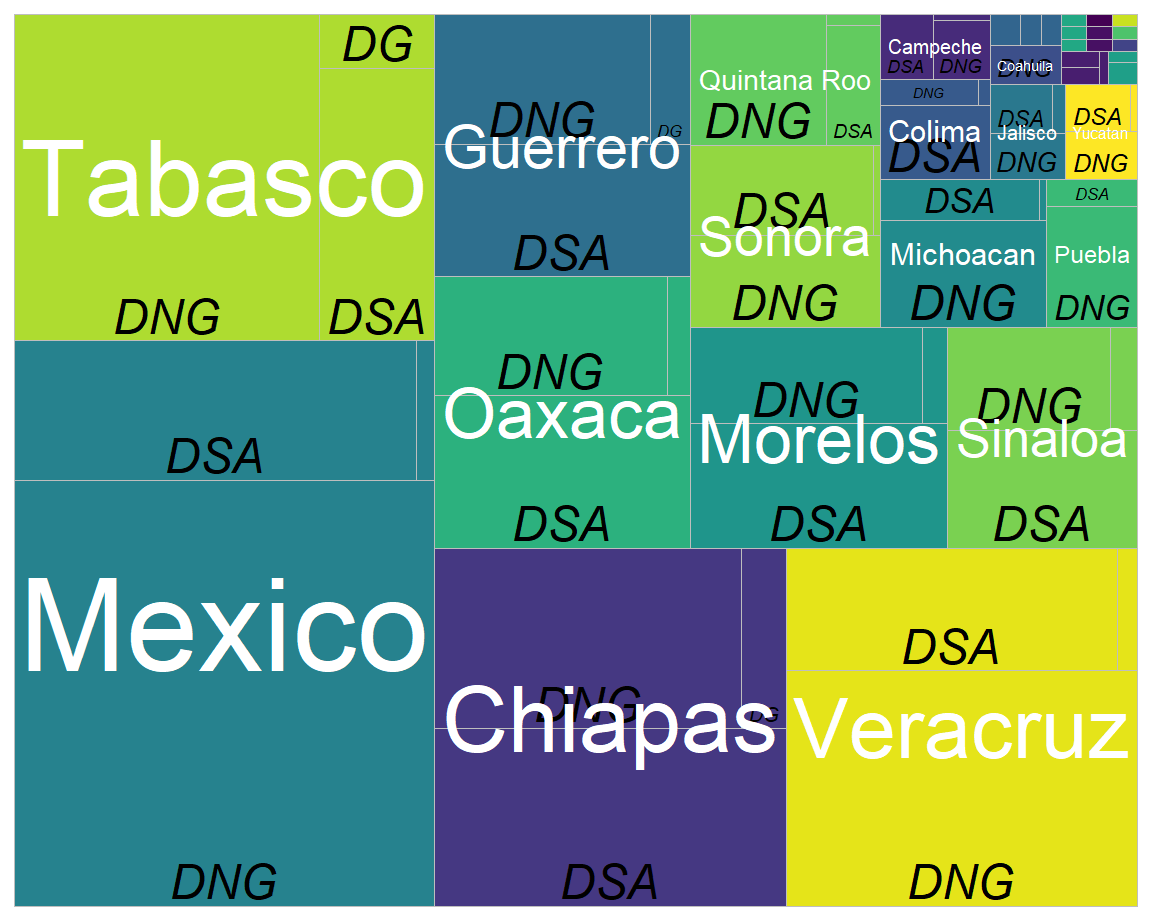 DG
Tabasco
DNG
DSA
DSA
Mexico
DNG
DNG
DG
Guerrero
DSA
DNG
Oaxaca
DSA
DNG
DG
Chiapas
DSA
DSA
Veracruz
DNG
Quintana Roo
DNG
DSA
DSA
Sonora
DNG
DNG
Morelos
DSA
DNG
Sinaloa
DSA
Campeche
DSA
DNG
DNG
Colima
DSA
Coahuila
DNG
DSA
Jalisco
DNG
DSA
Yucatan
DNG
DSA
Michoacan
DNG
DSA
Puebla
DNG